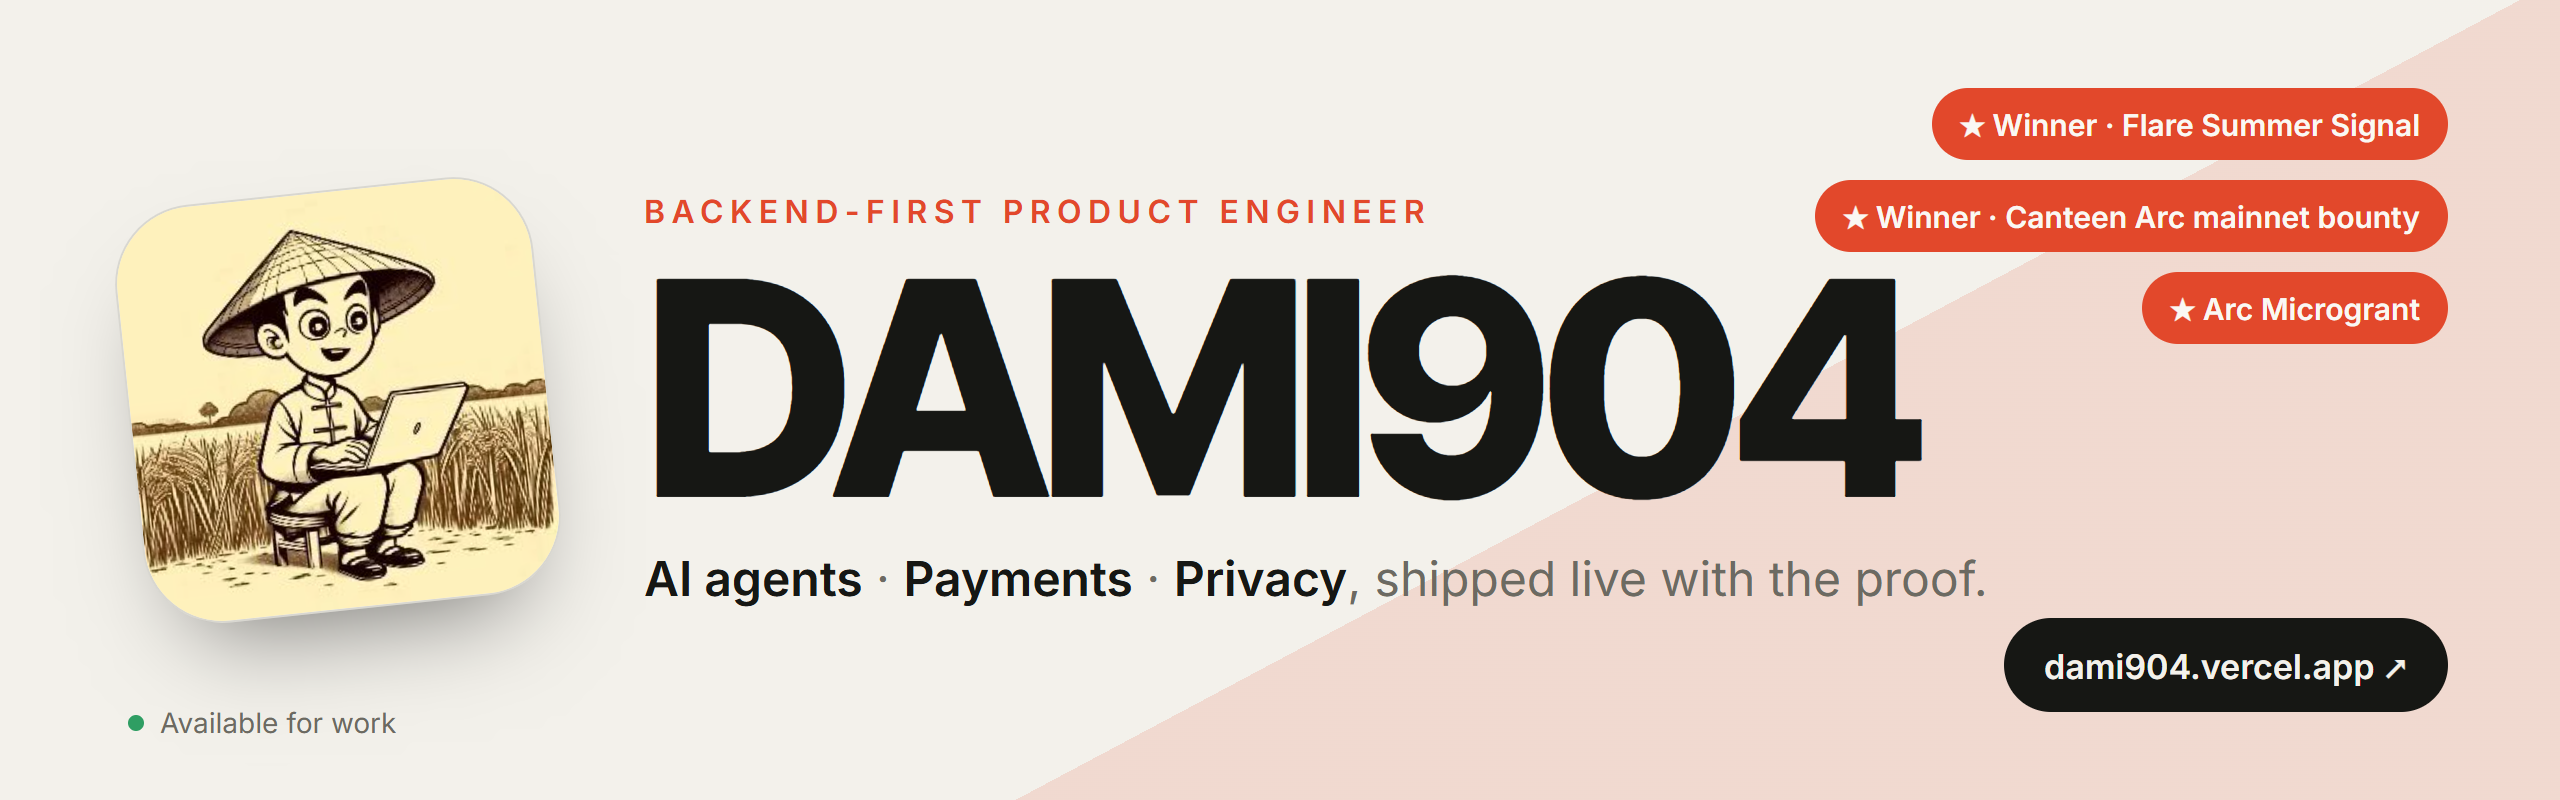 ★ Winner · Flare Summer Signal
★ Winner · Canteen Arc mainnet bounty
★ Arc Microgrant
BACKEND-FIRST PRODUCT ENGINEER
DAMI904
AI agents · Payments · Privacy, shipped live with the proof.
dami904.vercel.app ↗
Available for work